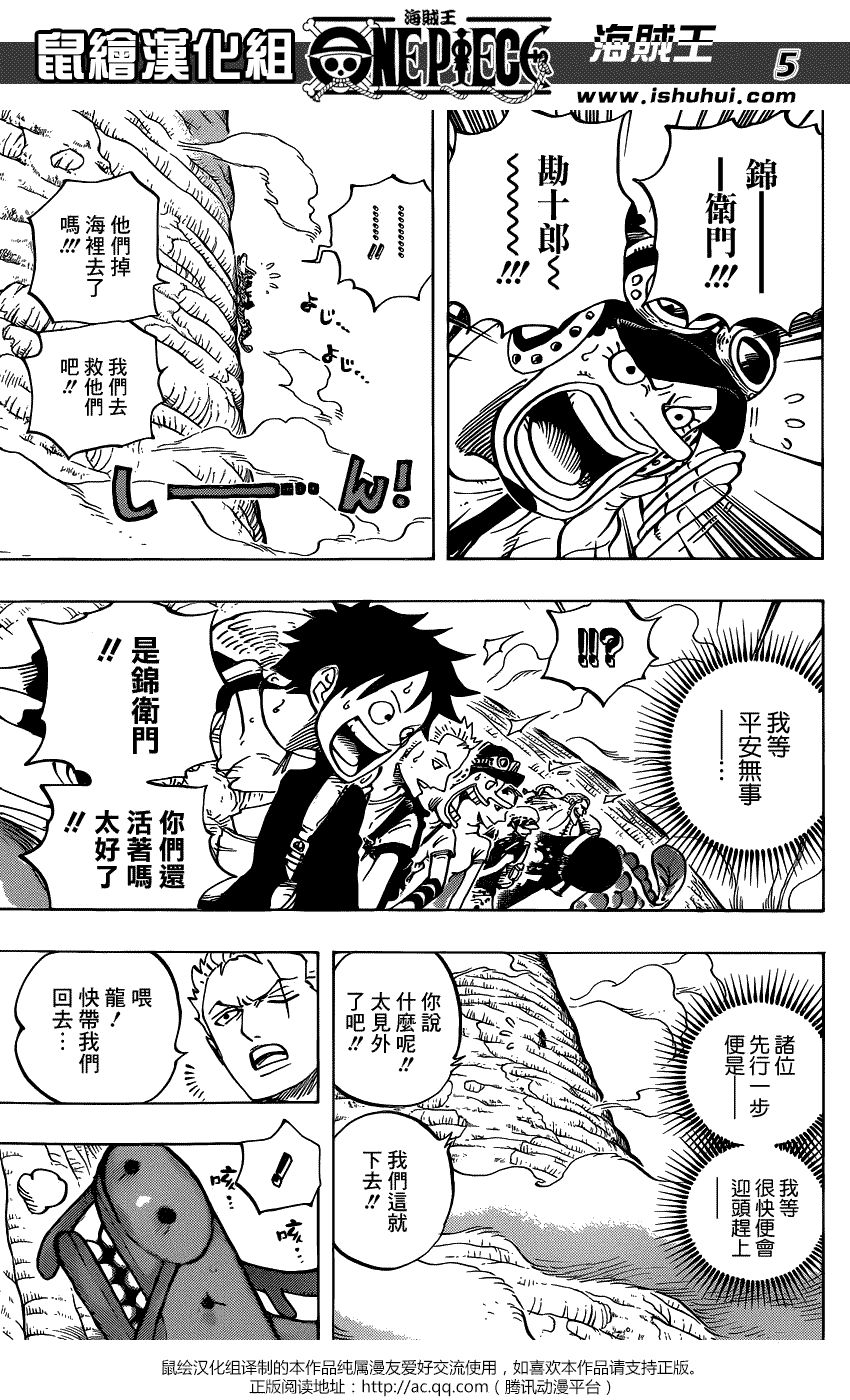 鼠繪漢化組
海賊王
ONE PIECE
海賊王
5
www.ishuhui.com
錦——
—衛門!!!
勘十郎
~~~!!!
………
………!!
よじ…
よじ…
他們掉
海裡去了
嗎!!!
我們去
救他們
吧!!
しーーん!
我等
平安無事
——…
!!?
是錦衛門
!!
你們還
活著嗎
太好了
!!
諸位
先行一步
便是——
我等
很快便會
迎頭趕上
——
你說
什麼呢!!
太見外
了吧!!
我們這就
下去!!
喂
龍!
快帶我們
回去…
!
咳…
咳…
鼠绘汉化组译制的本作品纯属漫友爱好交流使用，如喜欢本作品请支持正版。
正版阅读地址：http://ac.qq.com（腾讯动漫平台）